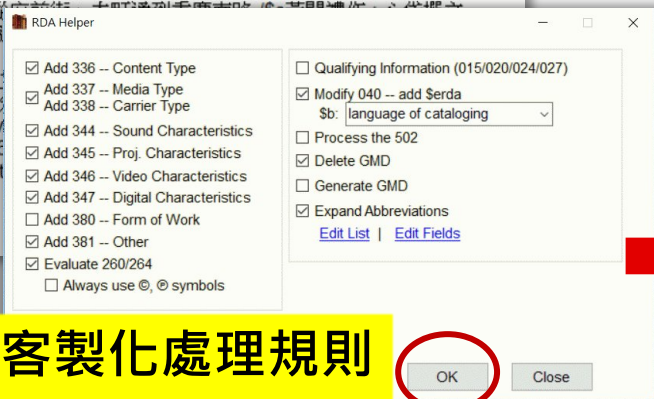 RDA Helper
Add 336 -- Content Type
Add 337 -- Media Type
Add 338 -- Carrier Type
Add 344 -- Sound Characteristics
Add 345 -- Proj. Characteristics
Add 346 -- Video Characteristics
Add 347 -- Digital Characteristics
Add 380 -- Form of Work
Add 381 -- Other
Evaluate 260/264
Always use ©, ℗ symbols
Qualifying Information (015/020/024/027)
Modify 040 -- add $erda
$b: language of cataloging
Process the 502
Delete GMD
Generate GMD
Expand Abbreviations
Edit List | Edit Fields
客製化處理規則
OK
Close